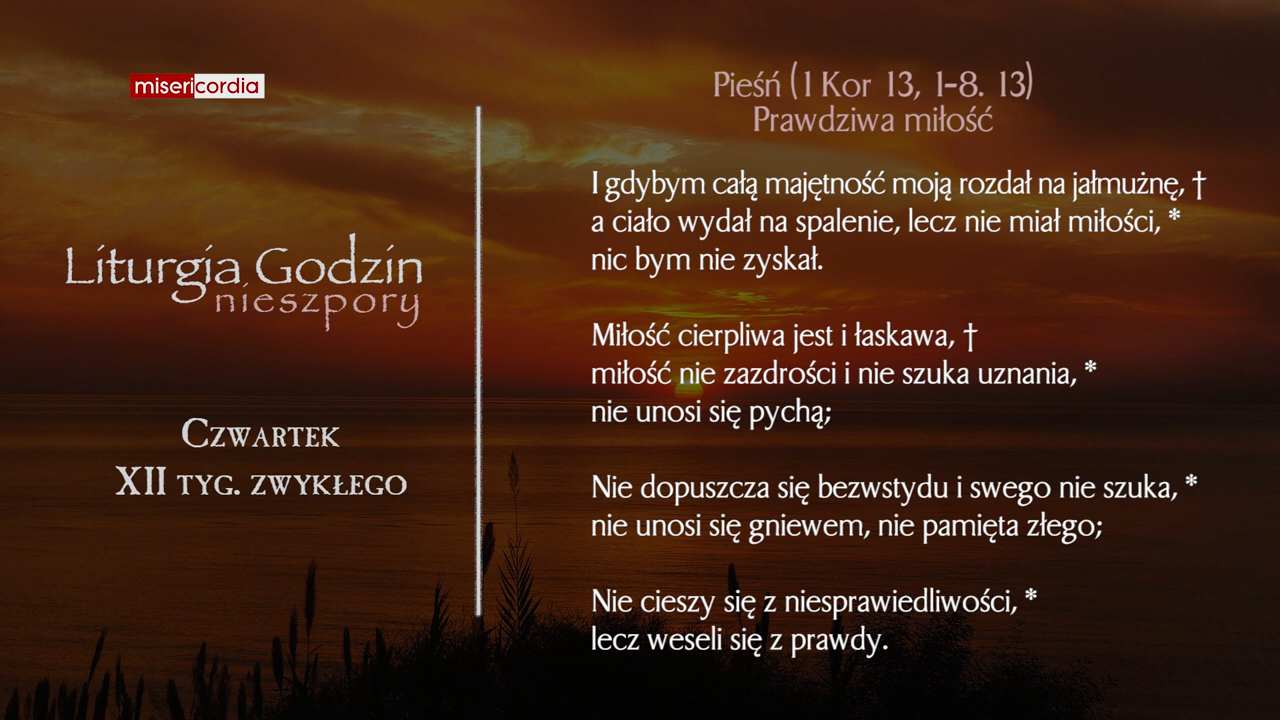 misericordia
Liturgia Godzin
nieszpory
Czwartek
XII tyg. zwykłego
Pieśń (1 Kor 13, 1-8. 13)
Prawdziwa miłość
I gdybym całą majętność moją rozdał na jałmużnę, †
a ciało wydał na spalenie, lecz nie miał miłości, *
nic bym nie zyskał.
Miłość cierpliwa jest i łaskawa, †
miłość nie zazdrości i nie szuka uznania, *
nie unosi się pychą;
Nie dopuszcza się bezwstydu i swego nie szuka, *
nie unosi się gniewem, nie pamięta złego;
Nie cieszy się z niesprawiedliwości, *
lecz weseli się z prawdy.